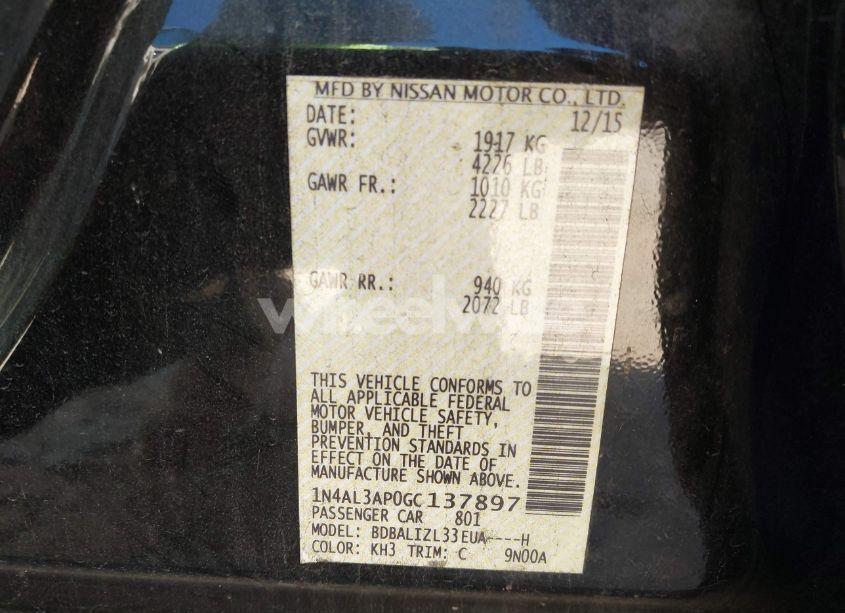 MFD BY NISSAN MOTOR CO., LTD.
DATE: 12/15
GVWR: 1917 KG
4226 LB
GAWR FR.: 1010 KG
2227 LB
GAWR RR.: 940 KG
2072 LB
THIS VEHICLE CONFORMS TO
ALL APPLICABLE FEDERAL
MOTOR VEHICLE SAFETY,
BUMPER, AND THEFT
PREVENTION STANDARDS IN
EFFECT ON THE DATE OF
MANUFACTURE SHOWN ABOVE.
1N4AL3AP0GC137897
PASSENGER CAR 801
MODEL: BDBALIZL33EUA----H
COLOR: KH3 TRIM: C 9N00A